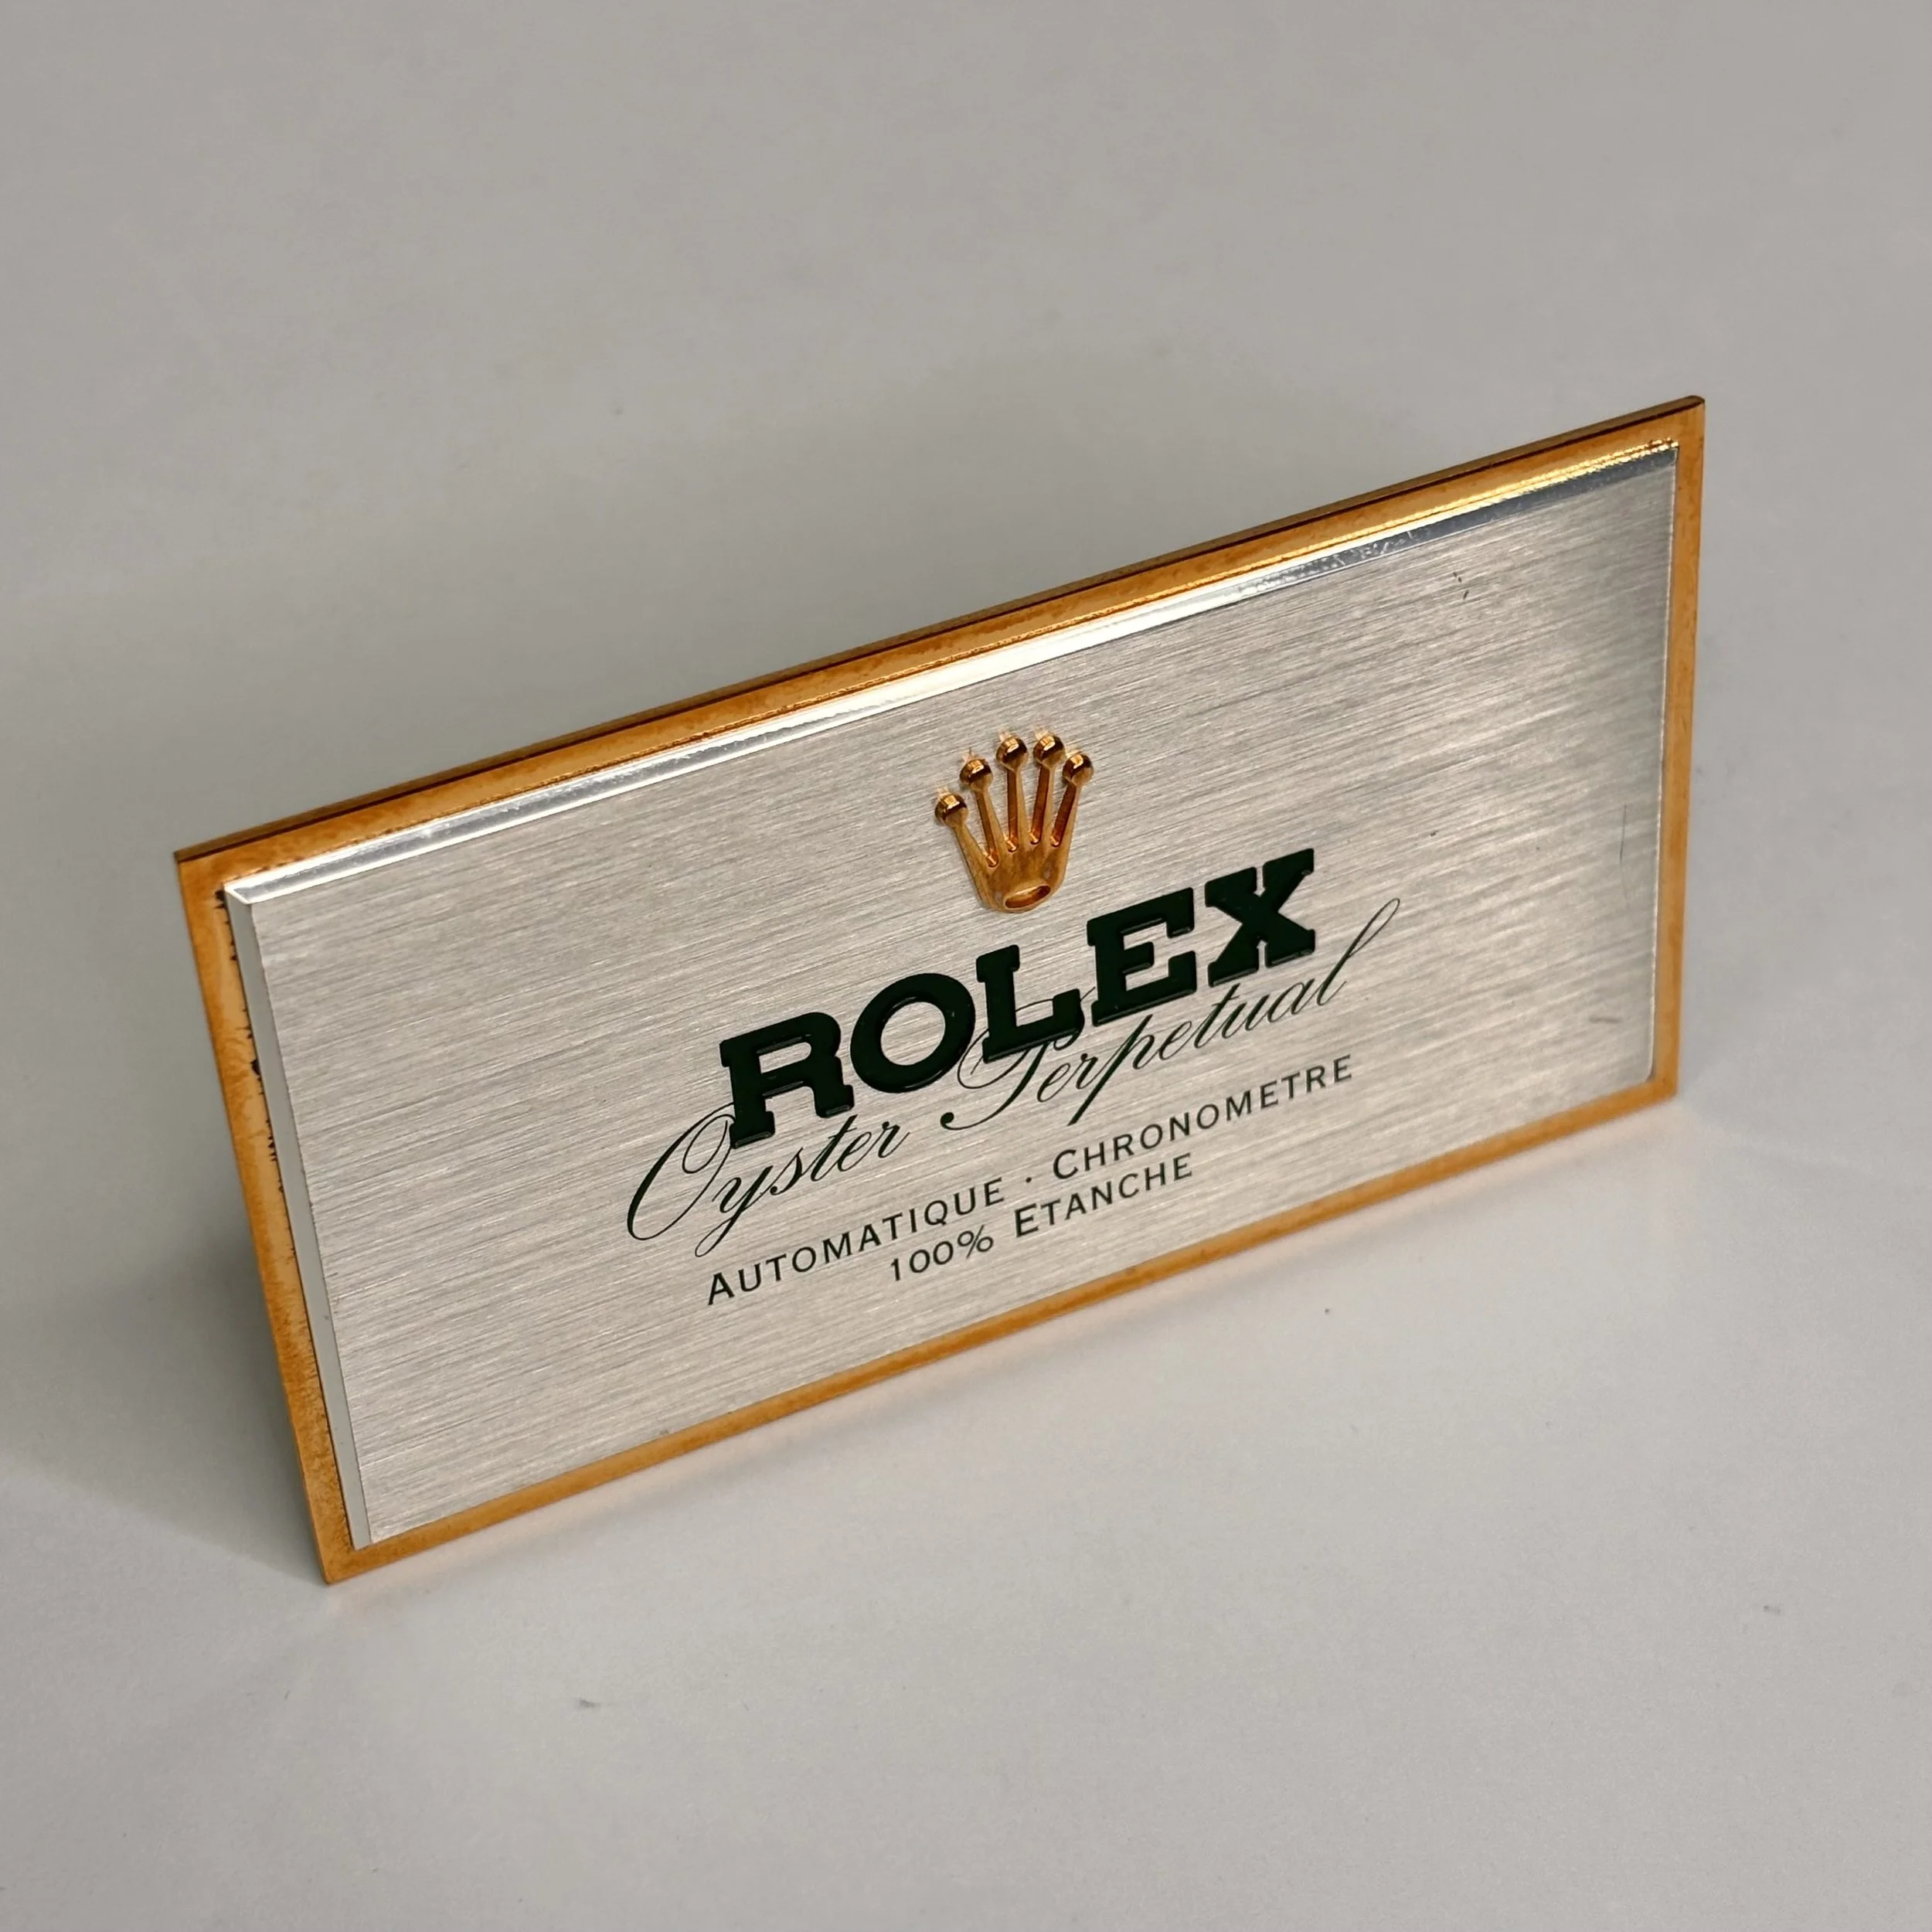 ROLEX
Oyster Perpetual
AUTOMATIQUE · CHRONOMETRE
100% ETANCHE